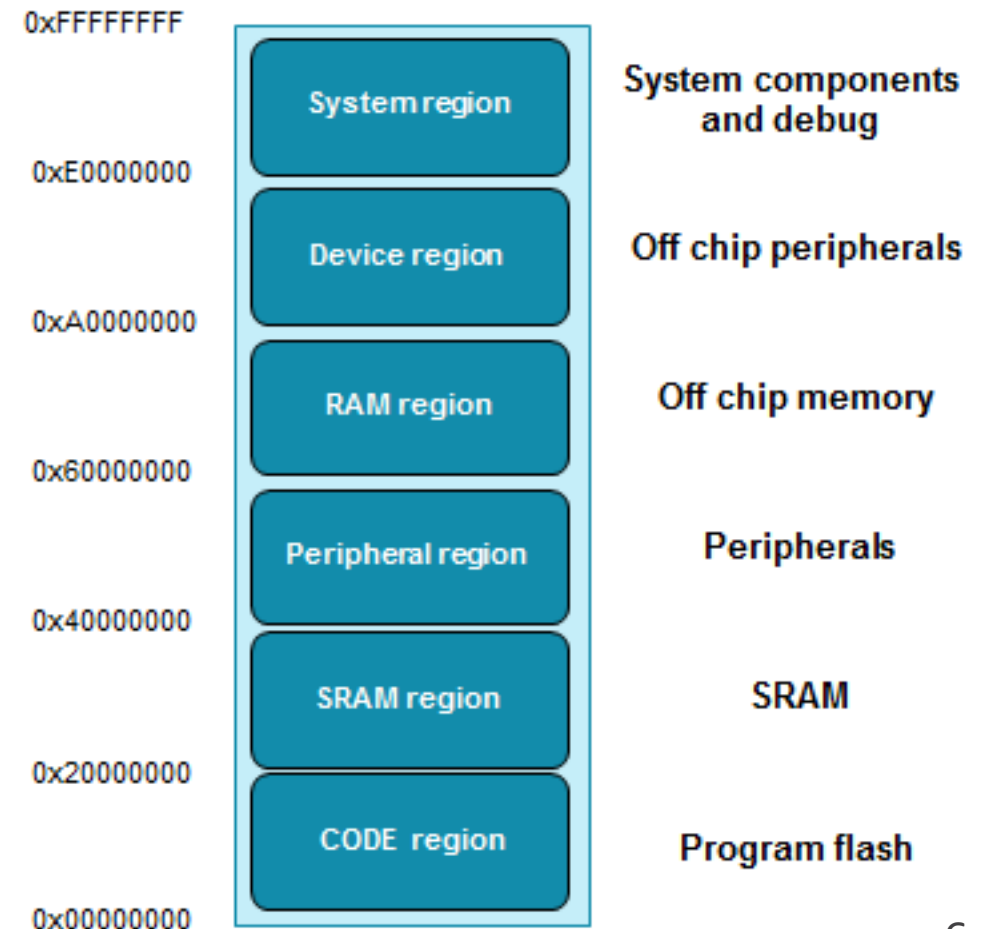 0xFFFFFFFF
System region
System components
and debug
0xE0000000
Device region
Off chip peripherals
0xA0000000
RAM region
Off chip memory
0x60000000
Peripheral region
Peripherals
0x40000000
SRAM region
SRAM
0x20000000
CODE region
Program flash
0x00000000